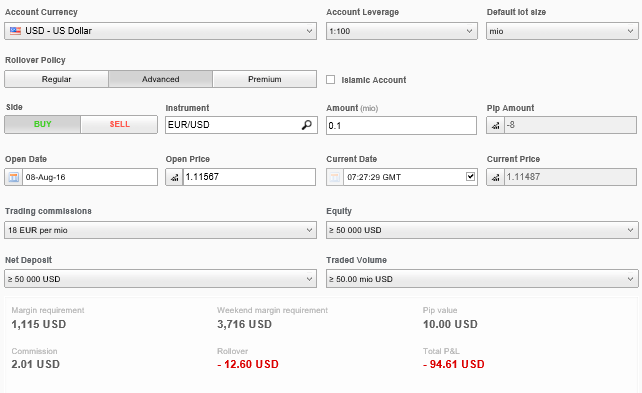 Account Currency Account Leverage Default lot size
USD - US Dollar 1:100 mio
Rollover Policy
Regular Advanced Premium Islamic Account
Side Instrument Amount (mio) Pip Amount
BUY SELL EUR/USD 0.1 -8
Open Date Open Price Current Date Current Price
08-Aug-16 1.11567 07:27:29 GMT 1.11487
Trading commissions Equity
18 EUR per mio ≥ 50 000 USD
Net Deposit Traded Volume
≥ 50 000 USD ≥ 50.00 mio USD
Margin requirement Weekend margin requirement Pip value
1,115 USD 3,716 USD 10.00 USD
Commission Rollover Total P&L
2.01 USD - 12.60 USD - 94.61 USD